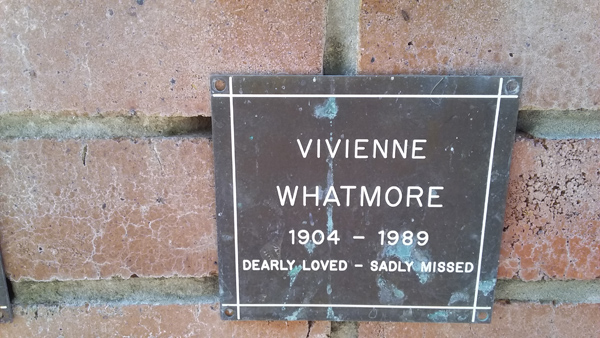 VIVIENNE
WHATMORE
1904 – 1989
DEARLY LOVED – SADLY MISSED